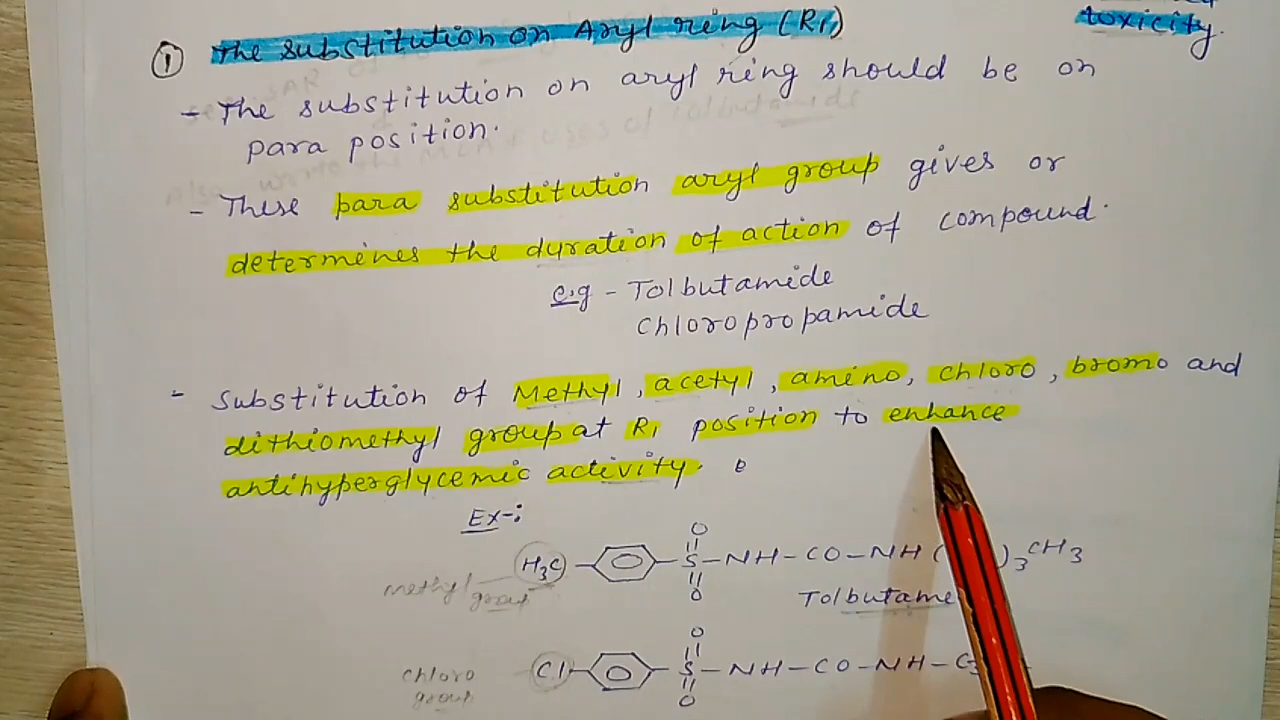 toxicity.
① The substitution on Aryl ring (R1)
- The substitution on aryl ring should be on
para position.
- These para substitution aryl group gives or
determines the duration of action of compound.
e.g - Tolbutamide
Chloropropamide
- Substitution of Methyl, acetyl, amino, chloro, bromo and
dithiomethyl group at R1 position to enhance
antihyperglycemic activity.
Ex-:
H3C - S - NH - CO - NH ( )3 CH3
O
O
methyl group
Tolbutame
Cl - S - NH - CO - NH - C3
O
O
chloro
group